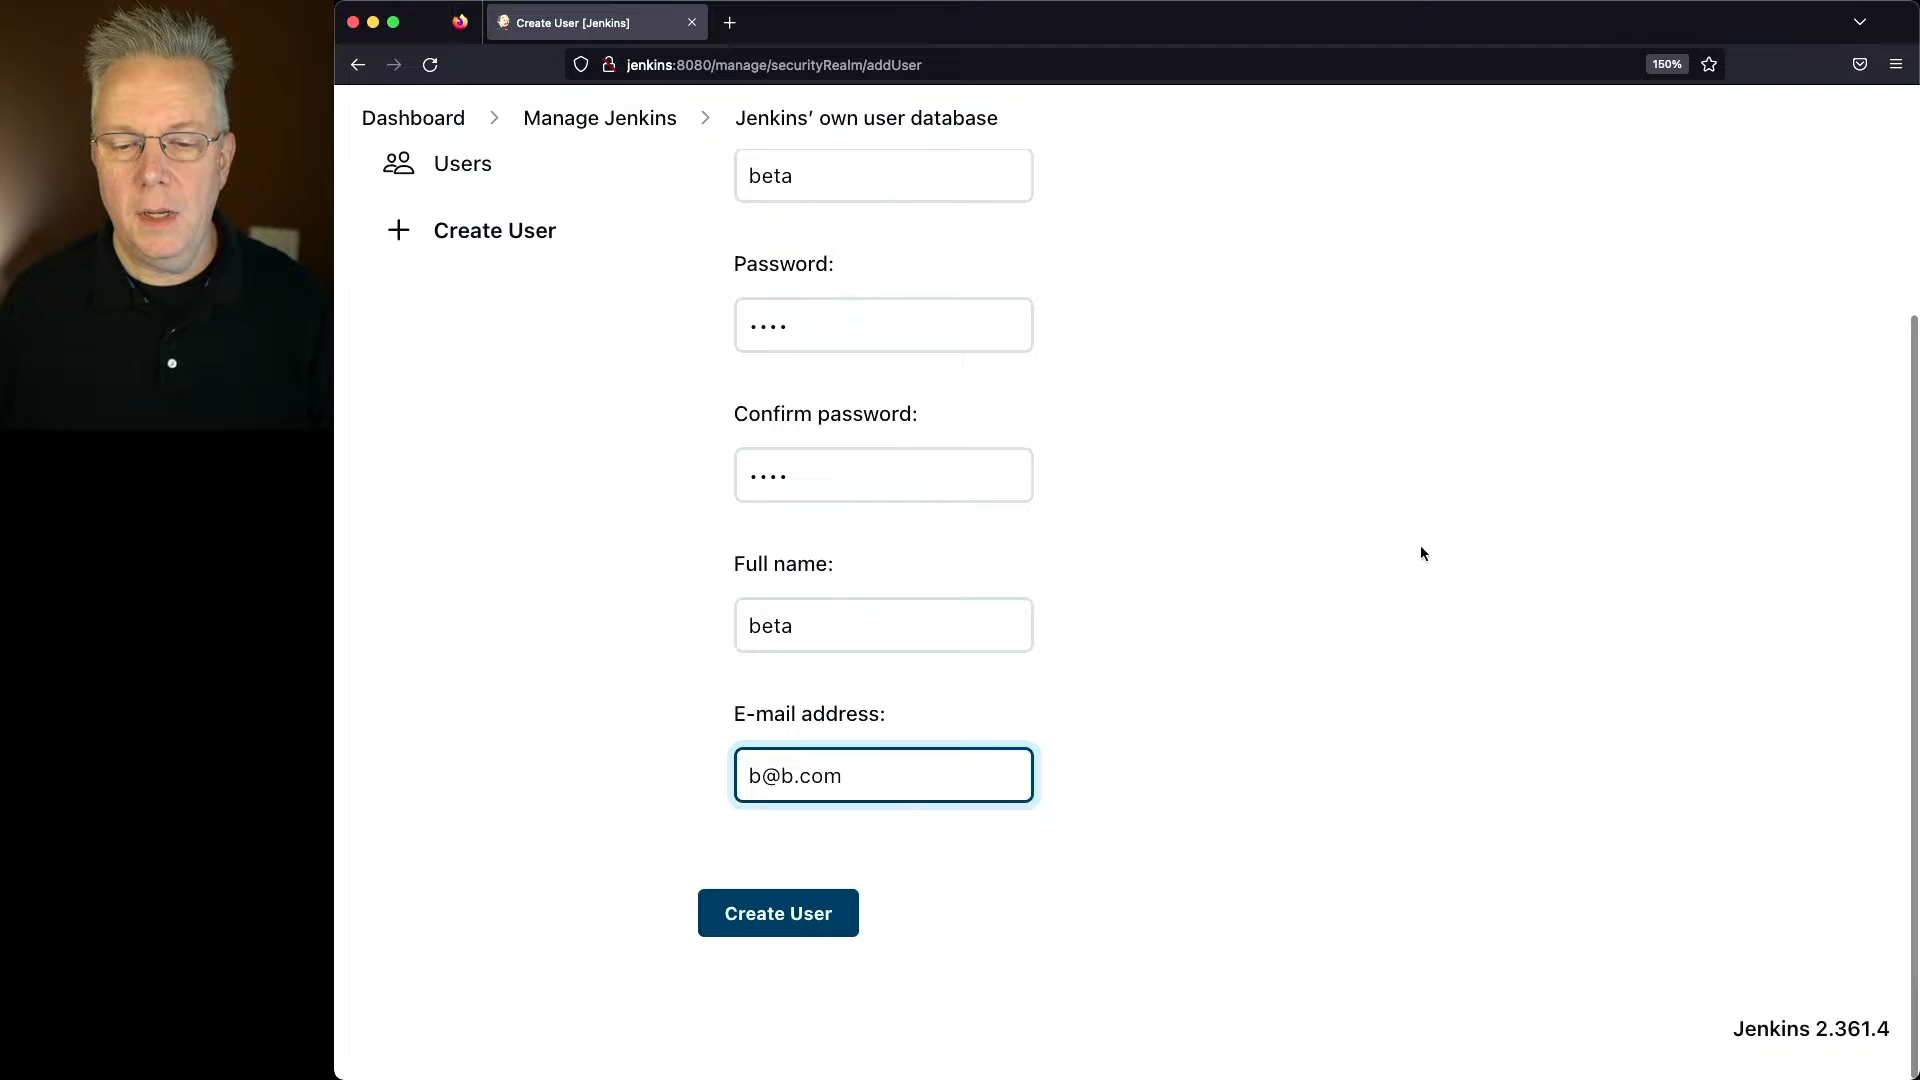 Create User [Jenkins]
jenkins:8080/manage/securityRealm/addUser
150%
Dashboard
Manage Jenkins
Jenkins' own user database
Users
Create User
beta
Password:
••••
Confirm password:
••••
Full name:
beta
E-mail address:
b@b.com
Create User
Jenkins 2.361.4